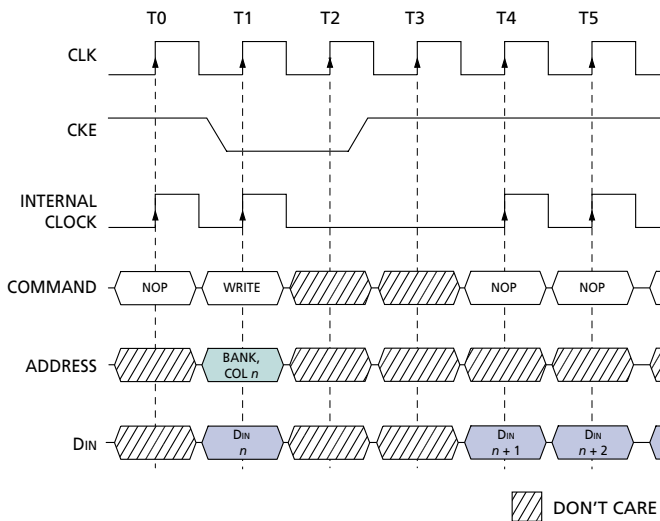 T0 T1 T2 T3 T4 T5
CLK
CKE
INTERNAL
CLOCK
COMMAND NOP WRITE NOP NOP
ADDRESS BANK,
COL n
DIN DIN
n DIN
n + 1 DIN
n + 2
DON'T CARE